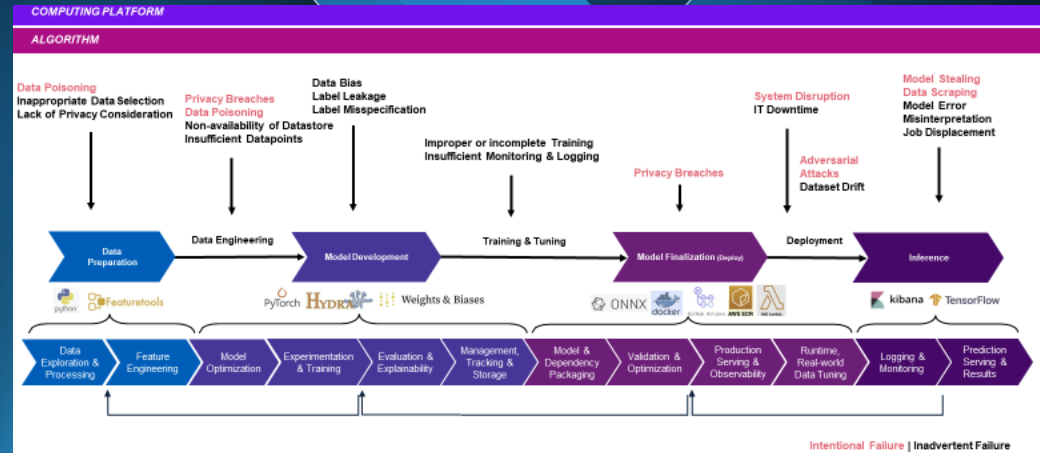 COMPUTING PLATFORM
ALGORITHM
Data Poisoning
Inappropriate Data Selection
Lack of Privacy Consideration
Privacy Breaches
Data Poisoning
Non-availability of Datastore
Insufficient Datapoints
Data Bias
Label Leakage
Label Misspecification
Improper or incomplete Training
Insufficient Monitoring & Logging
Privacy Breaches
System Disruption
IT Downtime
Adversarial
Attacks
Dataset Drift
Model Stealing
Data Scraping
Model Error
Misinterpretation
Job Displacement
Data
Preparation
Data Engineering
Model Development
Training & Tuning
Model Finalization (Deploy)
Deployment
Inference
python
Featuretools
PyTorch
HYDRA
Weights & Biases
ONNX
docker
AWS ECR
kibana
TensorFlow
Data
Exploration &
Processing
Feature
Engineering
Model
Optimization
Experimentation
& Training
Evaluation &
Explainability
Management,
Tracking &
Storage
Model &
Dependency
Packaging
Validation &
Optimization
Production
Serving &
Observability
Runtime,
Real-world
Data Tuning
Logging &
Monitoring
Prediction
Serving &
Results
Intentional Failure | Inadvertent Failure